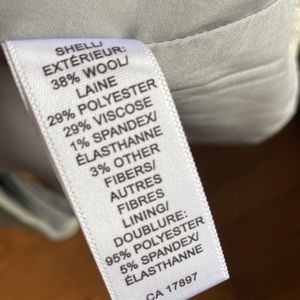 SHELL/
EXTÉRIEUR:
38% WOOL/
LAINE
29% POLYESTER
29% VISCOSE
1% SPANDEX/
ÉLASTHANNE
3% OTHER
FIBERS/
AUTRES
FIBRES
LINING/
DOUBLURE:
95% POLYESTER
5% SPANDEX/
ÉLASTHANNE
CA 17897